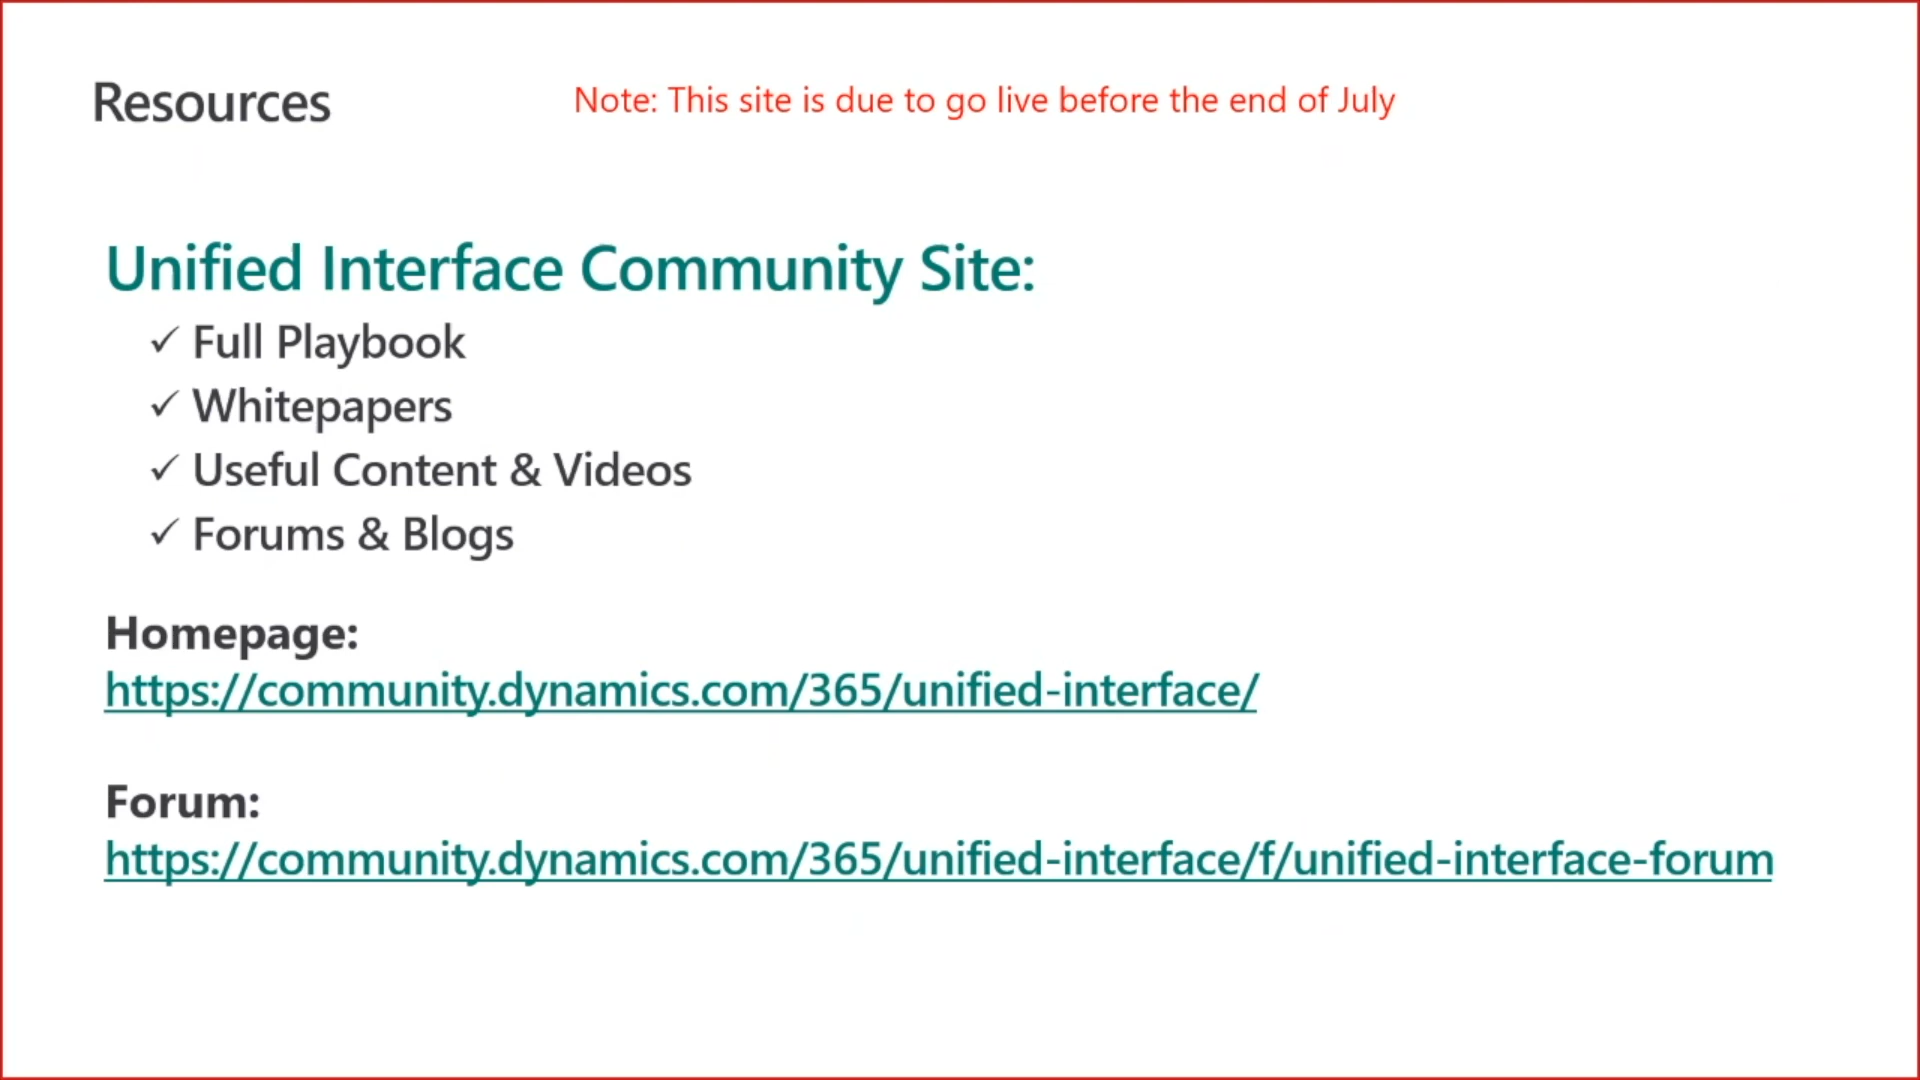 Resources
Note: This site is due to go live before the end of July
Unified Interface Community Site:
✓ Full Playbook
✓ Whitepapers
✓ Useful Content & Videos
✓ Forums & Blogs
Homepage:
https://community.dynamics.com/365/unified-interface/
Forum:
https://community.dynamics.com/365/unified-interface/f/unified-interface-forum